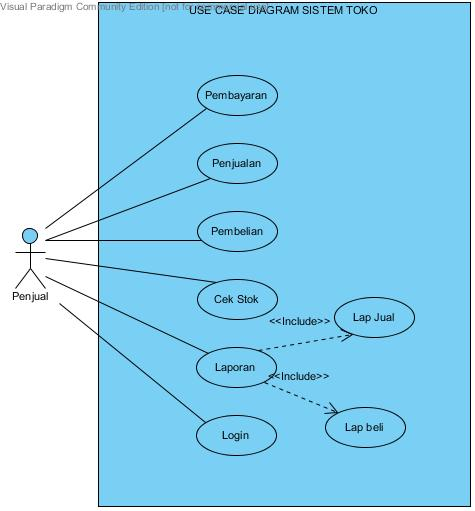 Visual Paradigm Community Edition [not for
USE CASE DIAGRAM SISTEM TOKO
Pembayaran
Penjualan
Pembelian
Penjual
Cek Stok
<<Include>>
Lap Jual
Laporan
<<Include>>
Lap beli
Login